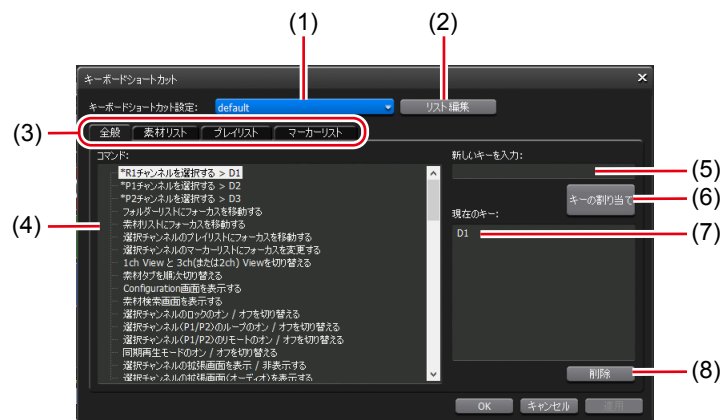 (1)
(2)
キーボードショートカット
×
キーボードショートカット設定: default
リスト編集
(3)
全般
素材リスト
プレイリスト
マーカーリスト
コマンド:
*R1チャンネルを選択する > D1
*P1チャンネルを選択する > D2
*P2チャンネルを選択する > D3
フォルダーリストにフォーカスを移動する
素材リストにフォーカスを移動する
選択チャンネルのプレイリストにフォーカスを移動する
選択チャンネルのマーカーリストにフォーカスを変更する
1ch View と 3ch(または2ch) Viewを切り替える
素材タブを順次切り替える
Configuration画面を表示する
素材検索画面を表示する
選択チャンネルのロックのオン / オフを切り替える
選択チャンネル(P1/P2)のループのオン / オフを切り替える
選択チャンネル(P1/P2)のリモートのオン / オフを切り替える
同期再生モードのオン / オフを切り替える
選択チャンネルの拡張画面を表示 / 非表示する
選択チャンネルの拡張画面(オーディオ)を表示する
(4)
新しいキーを入力:
(5)
キーの割り当て
(6)
現在のキー:
D1
(7)
削除
(8)
OK
キャンセル
適用